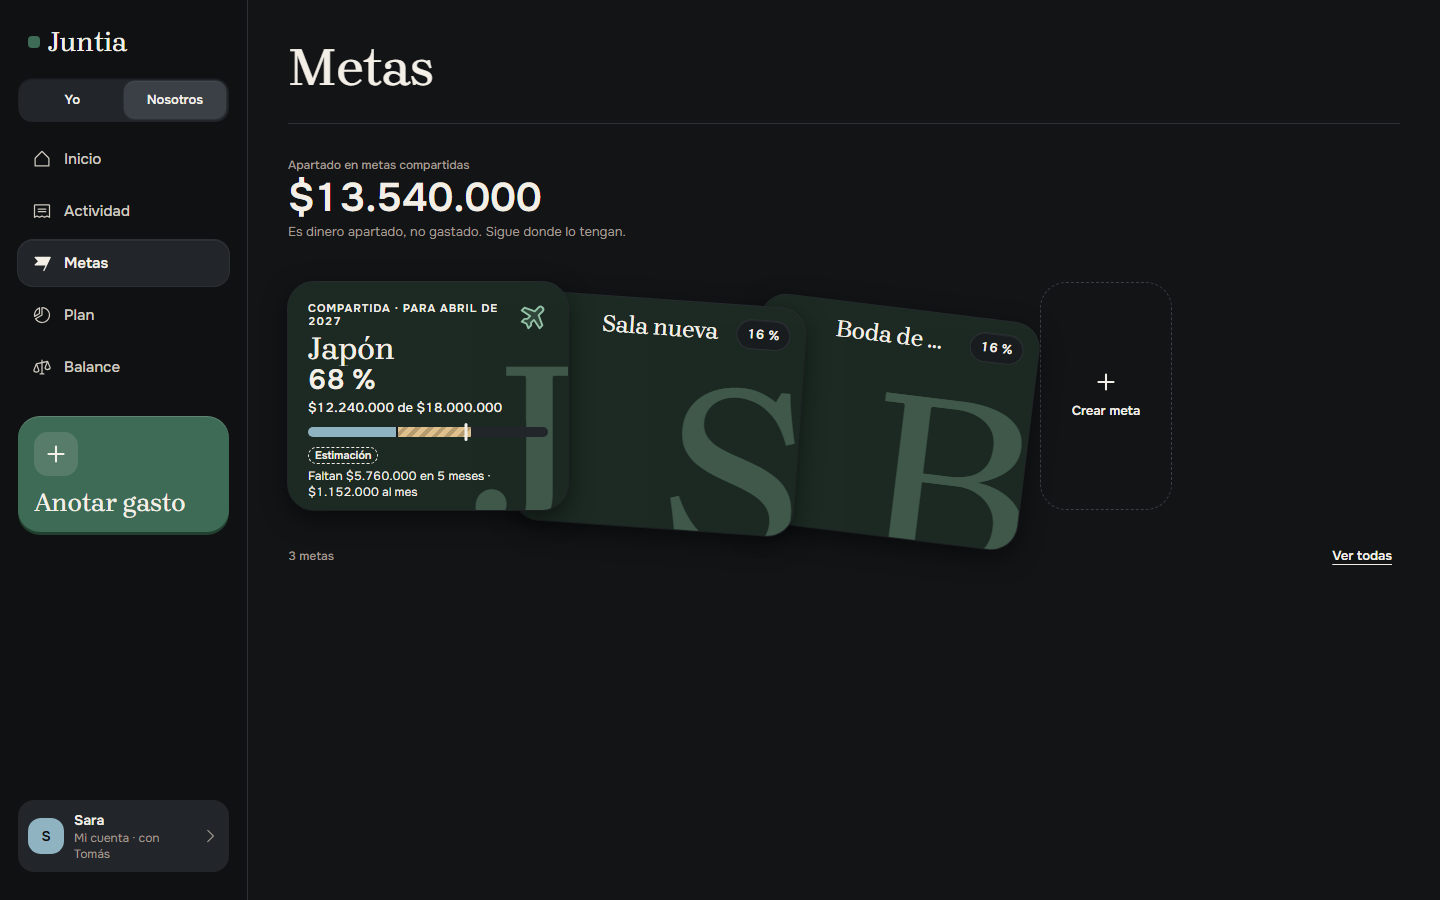 Juntia
Yo
Nosotros
Inicio
Actividad
Metas
Plan
Balance
Anotar gasto
Sara
Mi cuenta · con
Tomás
Metas
Apartado en metas compartidas
$13.540.000
Es dinero apartado, no gastado. Sigue donde lo tengan.
COMPARTIDA · PARA ABRIL DE
2027
Japón
68 %
$12.240.000 de $18.000.000
Estimación
Faltan $5.760.000 en 5 meses ·
$1.152.000 al mes
J
Sala nueva
16 %
S
Boda de ...
16 %
B
Crear meta
3 metas
Ver todas
S